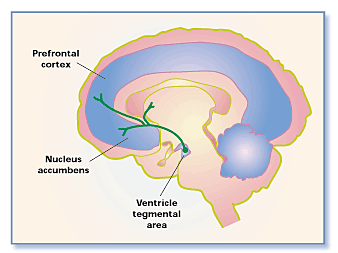 Prefrontal
cortex
Nucleus
accumbens
Ventricle
tegmental
area